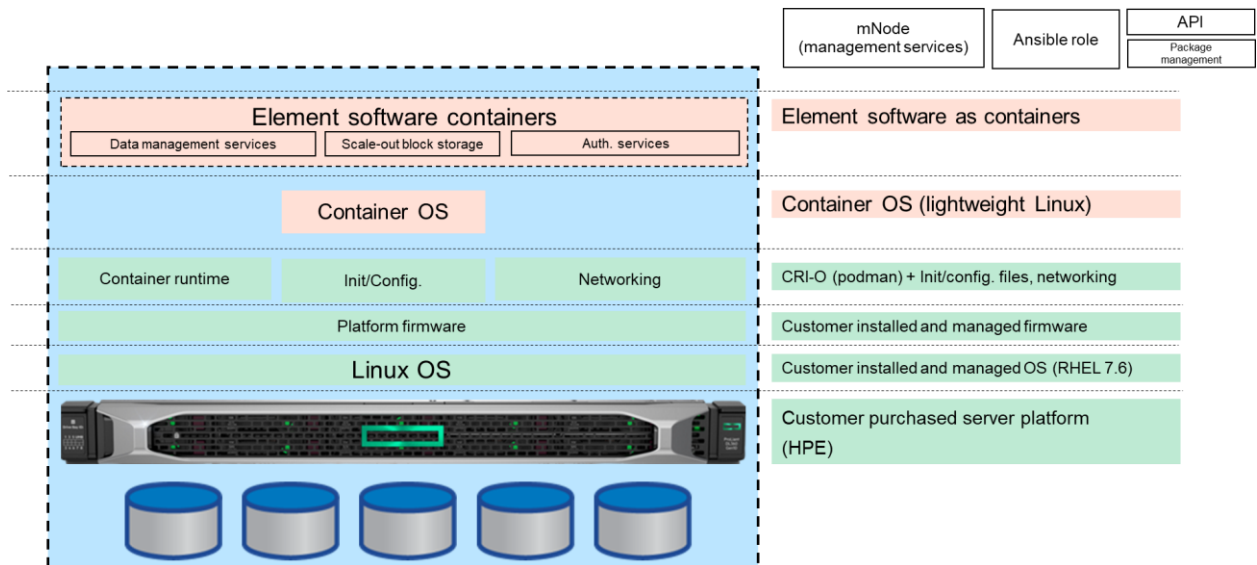 mNode
(management services)
Ansible role
API
Package
management
Element software containers
Data management services
Scale-out block storage
Auth. services
Element software as containers
Container OS
Container OS (lightweight Linux)
Container runtime
Init/Config.
Networking
CRI-O (podman) + Init/config. files, networking
Platform firmware
Customer installed and managed firmware
Linux OS
Customer installed and managed OS (RHEL 7.6)
Customer purchased server platform
(HPE)